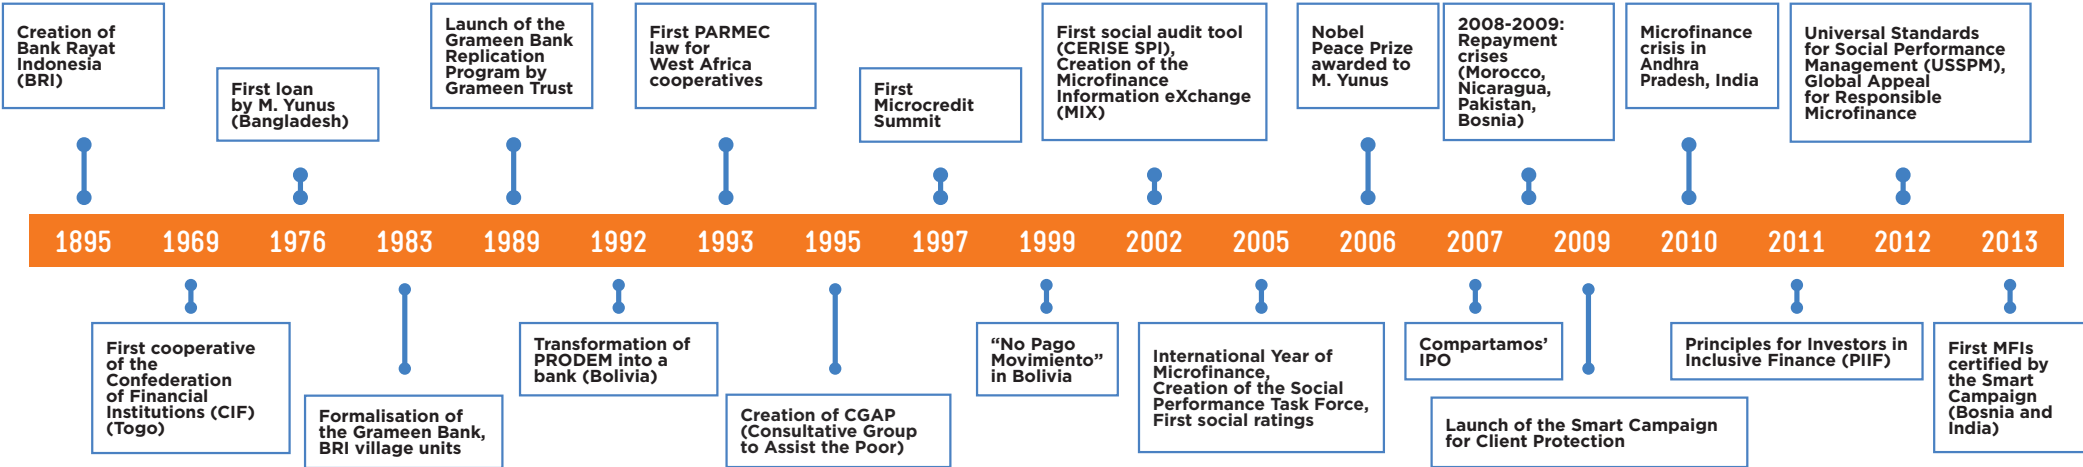 Creation of
Bank Rayat
Indonesia
(BRI)
First loan
by M. Yunus
(Bangladesh)
Launch of the
Grameen Bank
Replication
Program by
Grameen Trust
First PARMEC
law for
West Africa
cooperatives
First
Microcredit
Summit
First social audit tool
(CERISE SPI),
Creation of the
Microfinance
Information eXchange
(MIX)
Nobel
Peace Prize
awarded to
M. Yunus
2008-2009:
Repayment
crises
(Morocco,
Nicaragua,
Pakistan,
Bosnia)
Microfinance
crisis in
Andhra
Pradesh, India
Universal Standards
for Social Performance
Management (USSPM),
Global Appeal
for Responsible
Microfinance
1895 1969 1976 1983 1989 1992 1993 1995 1997 1999 2002 2005 2006 2007 2009 2010 2011 2012 2013
First cooperative
of the
Confederation
of Financial
Institutions (CIF)
(Togo)
Formalisation of
the Grameen Bank,
BRI village units
Transformation of
PRODEM into a
bank (Bolivia)
Creation of CGAP
(Consultative Group
to Assist the Poor)
“No Pago
Movimiento”
in Bolivia
International Year of
Microfinance,
Creation of the Social
Performance Task Force,
First social ratings
Compartamos’
IPO
Launch of the Smart Campaign
for Client Protection
Principles for Investors in
Inclusive Finance (PIIF)
First MFIs
certified by
the Smart
Campaign
(Bosnia and
India)